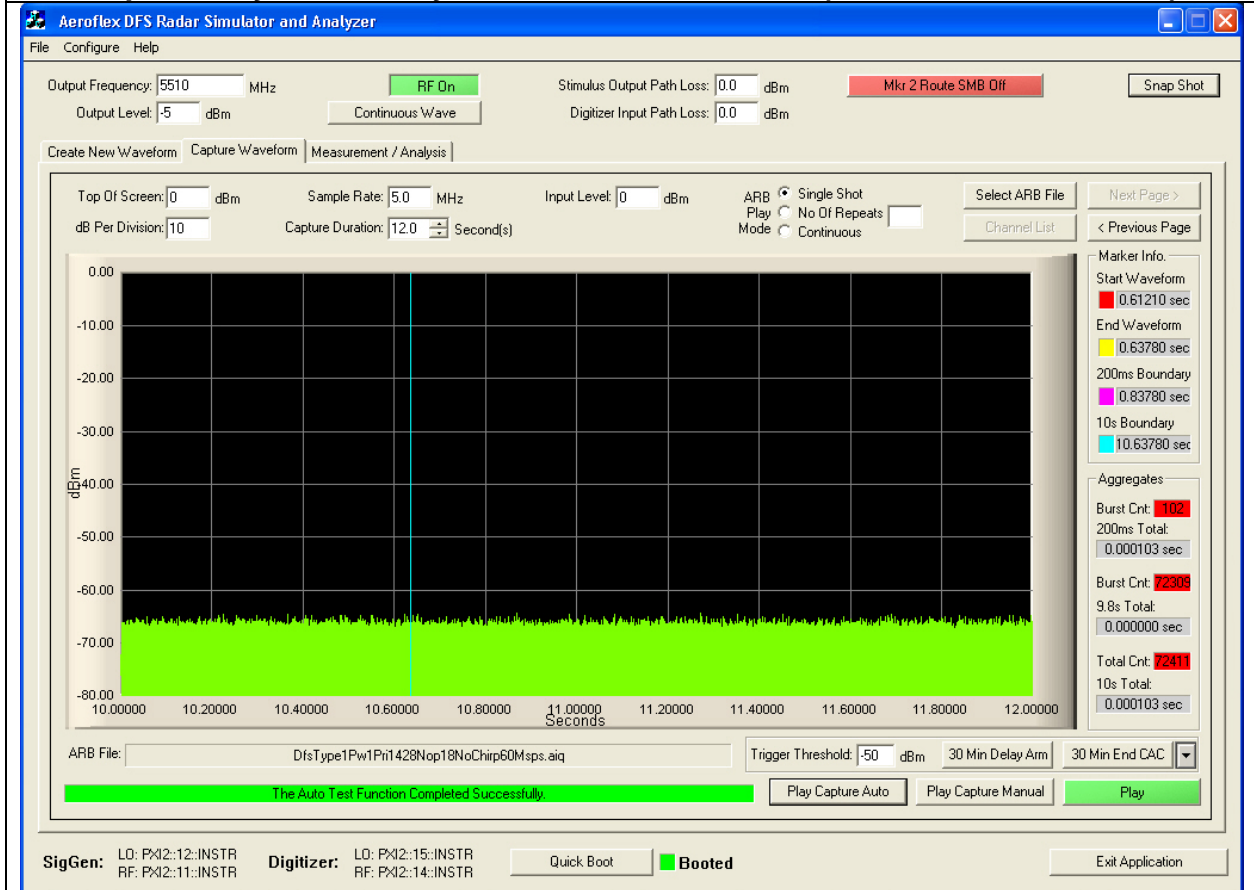 Aeroflex DFS Radar Simulator and Analyzer
File Configure Help
Output Frequency: 5510 MHz RF On Stimulus Output Path Loss: 0.0 dBm Mkr 2 Route SMB Off Snap Shot
Output Level: -5 dBm Continuous Wave Digitizer Input Path Loss: 0.0 dBm
Create New Waveform Capture Waveform Measurement / Analysis
Top Of Screen: 0 dBm Sample Rate: 5.0 MHz Input Level: 0 dBm ARB Play Mode Single Shot Select ARB File Next Page >
No Of Repeats
dB Per Division: 10 Capture Duration: 12.0 Second(s) Continuous Channel List < Previous Page
Marker Info.
Start Waveform
0.61210 sec
End Waveform
0.63780 sec
200ms Boundary
0.83780 sec
10s Boundary
10.63780 sec
Aggregates
Burst Cnt: 102
200ms Total:
0.000103 sec
Burst Cnt: 72309
9.8s Total:
0.000000 sec
Total Cnt: 72411
10s Total:
0.000103 sec
0.00
-10.00
-20.00
-30.00
-40.00
-50.00
-60.00
-70.00
-80.00
dBm
10.00000 10.20000 10.40000 10.60000 10.80000 11.00000 11.20000 11.40000 11.60000 11.80000 12.00000
Seconds
ARB File: DfsType1Pw1Pri1428Nop18NoChirp60Msps.aiq Trigger Threshold: -50 dBm 30 Min Delay Arm 30 Min End CAC
The Auto Test Function Completed Successfully. Play Capture Auto Play Capture Manual Play
SigGen: LO: PXI2::12::INSTR Digitizer: LO: PXI2::15::INSTR Quick Boot Booted Exit Application
RF: PXI2::11::INSTR RF: PXI2::14::INSTR